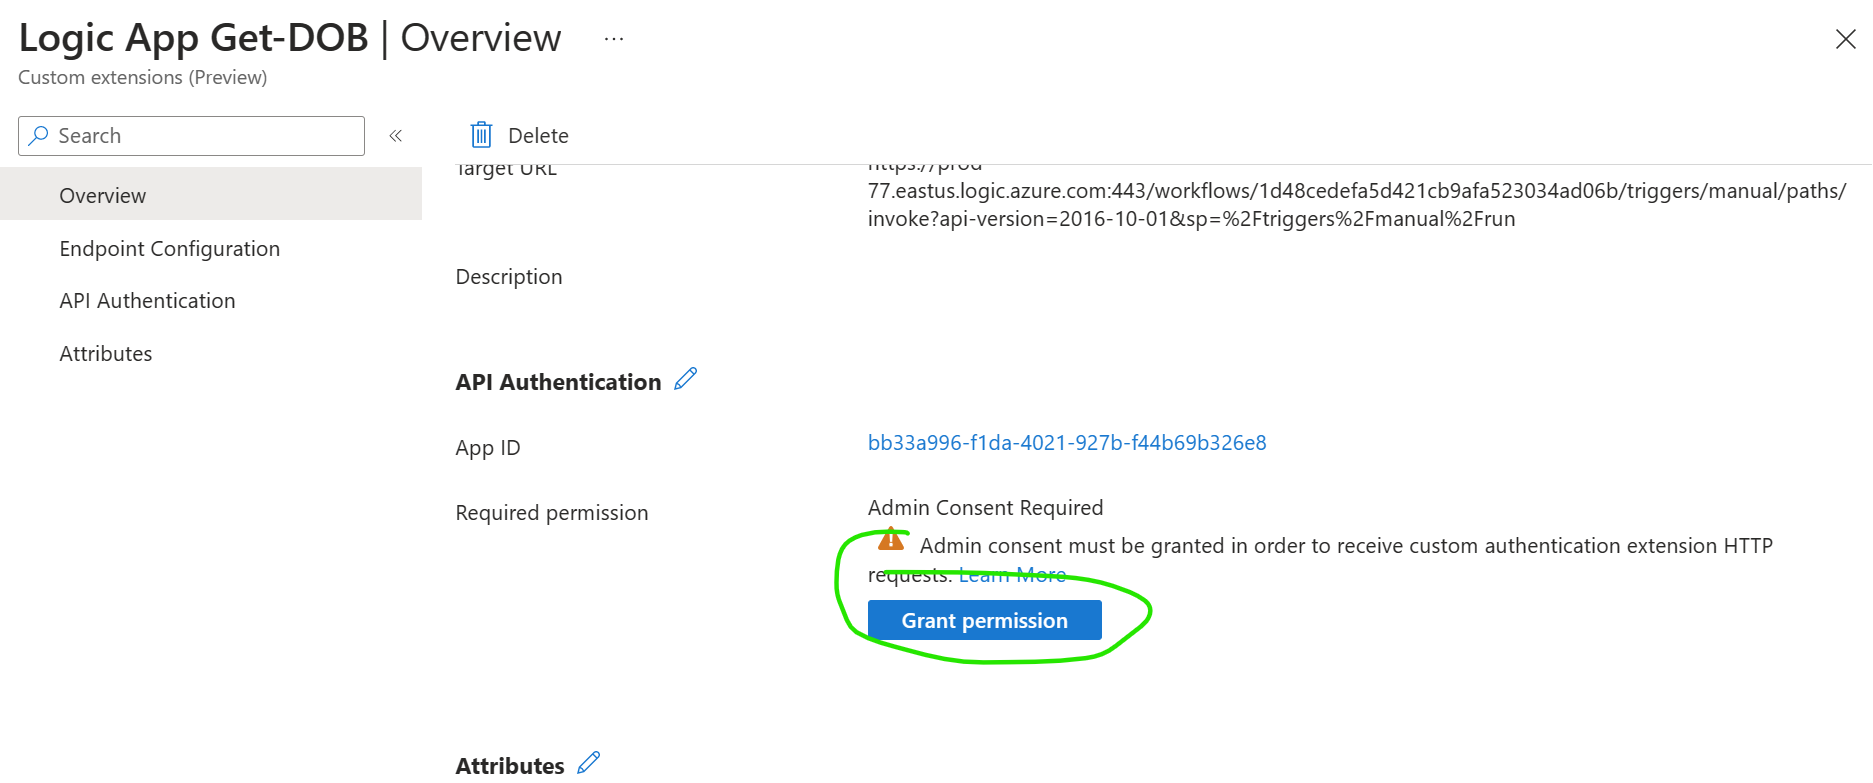 Logic App Get-DOB | Overview ...
Custom extensions (Preview)
Search
«
Delete
Overview
Endpoint Configuration
API Authentication
Attributes
Target URL
https://prod-
77.eastus.logic.azure.com:443/workflows/1d48cedefa5d421cb9afa523034ad06b/triggers/manual/paths/
invoke?api-version=2016-10-01&sp=%2Ftriggers%2Fmanual%2Frun
Description
API Authentication
App ID
bb33a996-f1da-4021-927b-f44b69b326e8
Required permission
Admin Consent Required
Admin consent must be granted in order to receive custom authentication extension HTTP
requests. Learn More
Grant permission
Attributes